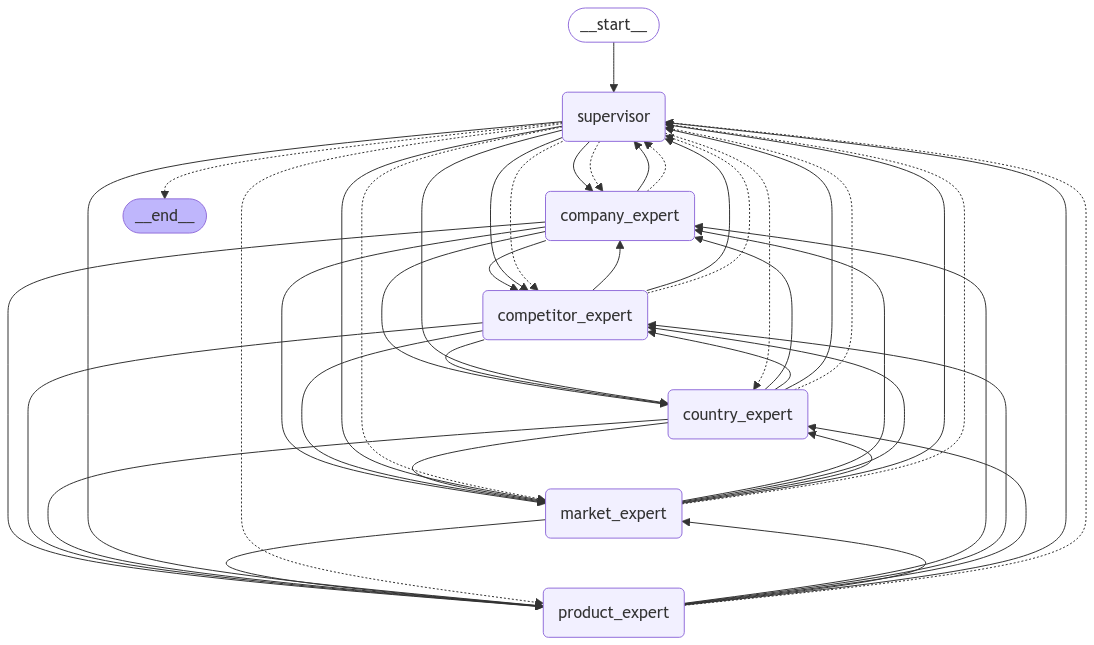 __start__
supervisor
company_expert
__end__
competitor_expert
country_expert
market_expert
product_expert